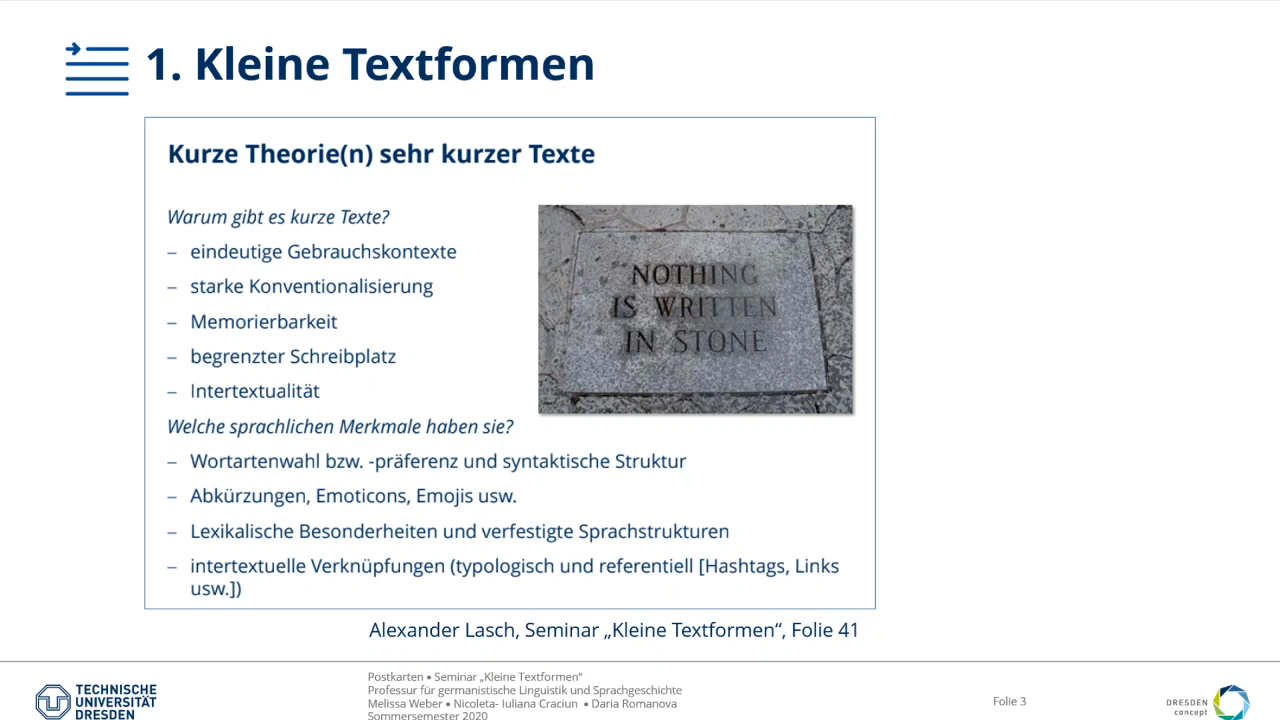 1. Kleine Textformen
Kurze Theorie(n) sehr kurzer Texte
Warum gibt es kurze Texte?
– eindeutige Gebrauchskontexte
– starke Konventionalisierung
– Memorierbarkeit
– begrenzter Schreibplatz
– Intertextualität
NOTHING
IS WRITTEN
IN STONE
Welche sprachlichen Merkmale haben sie?
– Wortartenwahl bzw. -präferenz und syntaktische Struktur
– Abkürzungen, Emoticons, Emojis usw.
– Lexikalische Besonderheiten und verfestigte Sprachstrukturen
– intertextuelle Verknüpfungen (typologisch und referentiell [Hashtags, Links
usw.])
Alexander Lasch, Seminar „Kleine Textformen“, Folie 41
TECHNISCHE
UNIVERSITÄT
DRESDEN
Postkarten • Seminar „Kleine Textformen“
Professur für germanistische Linguistik und Sprachgeschichte
Melissa Weber • Nicoleta- Iuliana Craciun • Daria Romanova
Sommersemester 2020
Folie 3
DRESDEN
concept